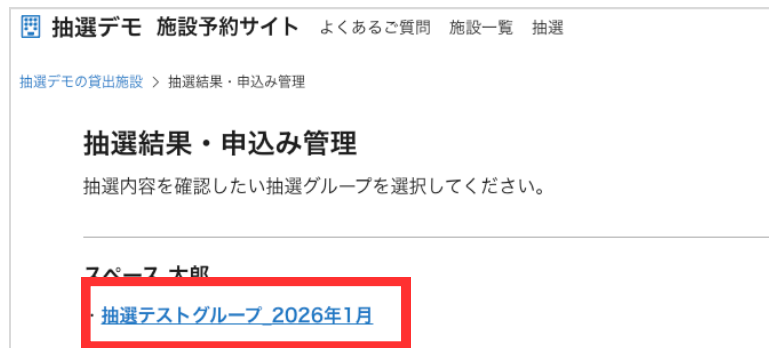 抽選デモ 施設予約サイト よくあるご質問 施設一覧 抽選
抽選デモの貸出施設 > 抽選結果・申込み管理
抽選結果・申込み管理
抽選内容を確認したい抽選グループを選択してください。
スペース 太郎
・抽選テストグループ_2026年1月